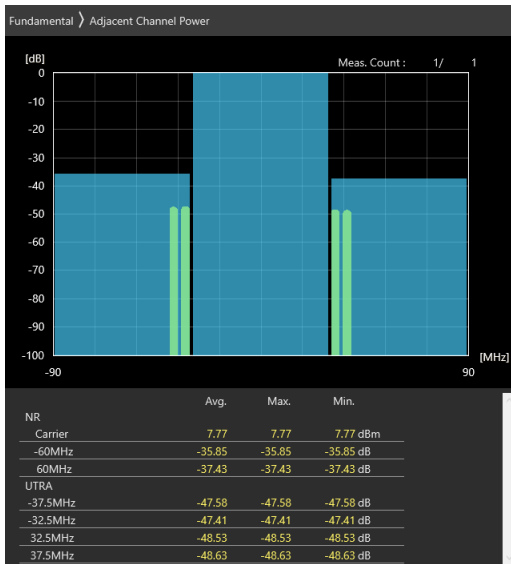 Fundamental 〉 Adjacent Channel Power
[dB]
Meas. Count : 1/ 1
0
-10
-20
-30
-40
-50
-60
-70
-80
-90
-100
[MHz]
-90 90
Avg. Max. Min.
NR
Carrier 7.77 7.77 7.77 dBm
-60MHz -35.85 -35.85 -35.85 dB
60MHz -37.43 -37.43 -37.43 dB
UTRA
-37.5MHz -47.58 -47.58 -47.58 dB
-32.5MHz -47.41 -47.41 -47.41 dB
32.5MHz -48.53 -48.53 -48.53 dB
37.5MHz -48.63 -48.63 -48.63 dB